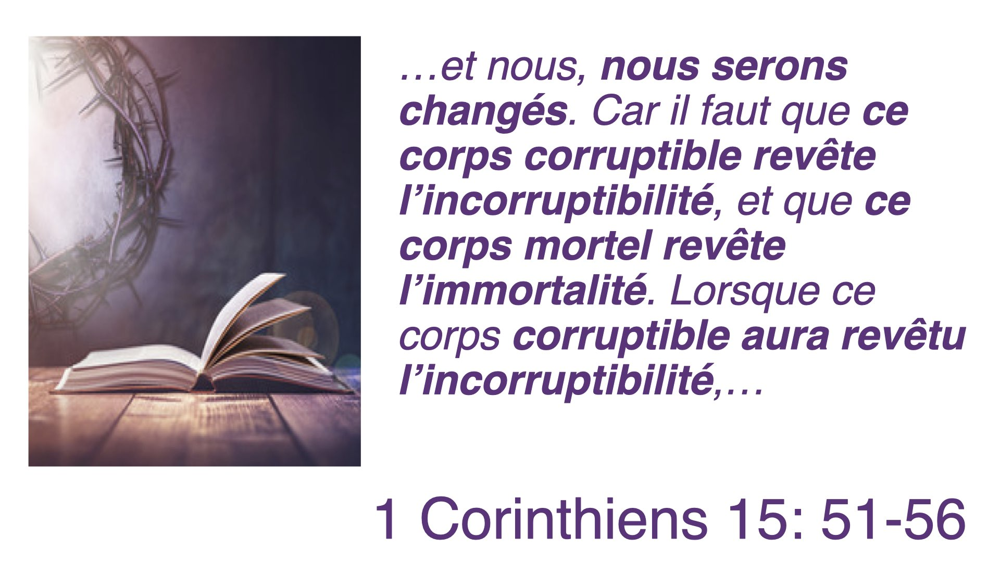 …et nous, nous serons
changés. Car il faut que ce
corps corruptible revête
l’incorruptibilité, et que ce
corps mortel revête
l’immortalité. Lorsque ce
corps corruptible aura revêtu
l’incorruptibilité,…
1 Corinthiens 15: 51-56